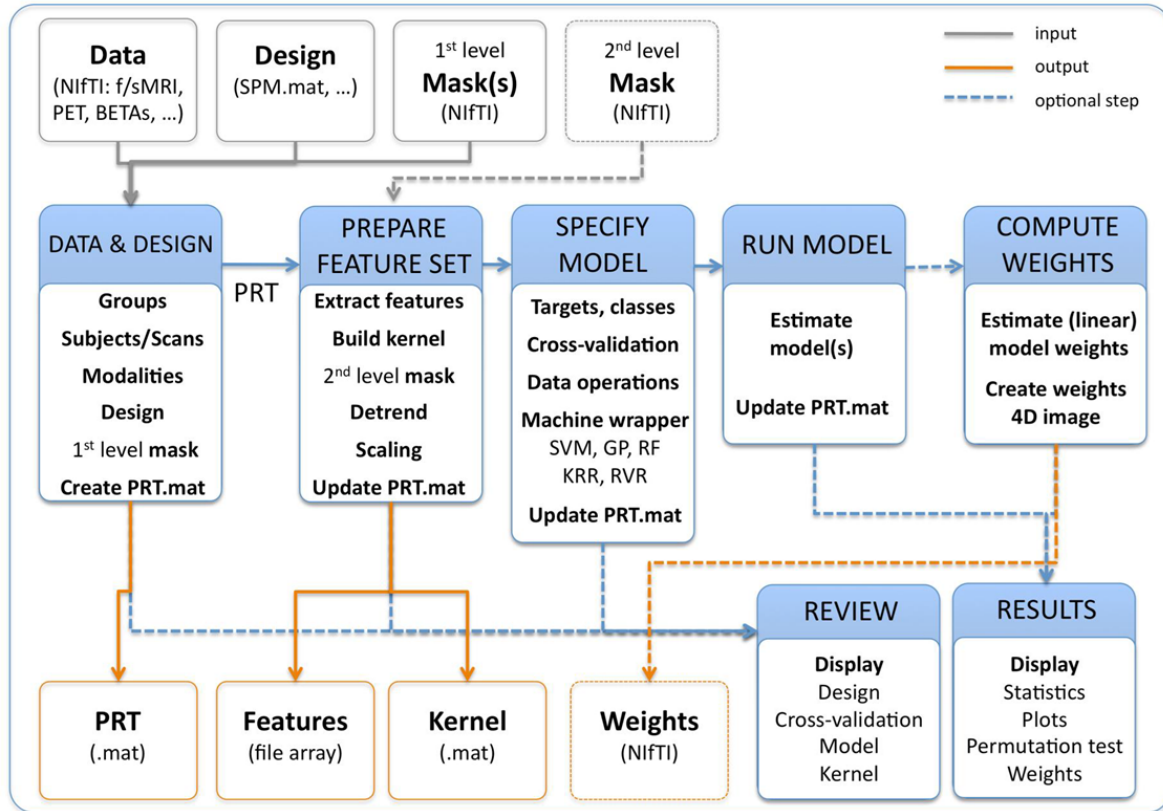 Data
(NIfTI: f/sMRI,
PET, BETAs, ...)
Design
(SPM.mat, ...)
1st level
Mask(s)
(NIfTI)
2nd level
Mask
(NIfTI)
input
output
optional step
DATA & DESIGN
Groups
Subjects/Scans
Modalities
Design
1st level mask
Create PRT.mat
PRT
PREPARE
FEATURE SET
Extract features
Build kernel
2nd level mask
Detrend
Scaling
Update PRT.mat
SPECIFY
MODEL
Targets, classes
Cross-validation
Data operations
Machine wrapper
SVM, GP, RF
KRR, RVR
Update PRT.mat
RUN MODEL
Estimate
model(s)
Update PRT.mat
COMPUTE
WEIGHTS
Estimate (linear)
model weights
Create weights
4D image
PRT
(.mat)
Features
(file array)
Kernel
(.mat)
Weights
(NIfTI)
REVIEW
Display
Design
Cross-validation
Model
Kernel
RESULTS
Display
Statistics
Plots
Permutation test
Weights